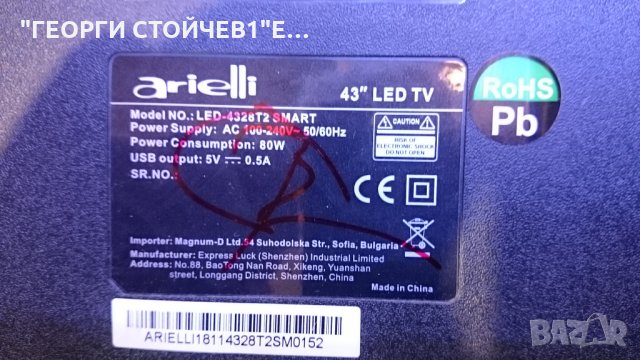 "ГЕОРГИ СТОЙЧЕВ1"Е...
arielli
43" LED TV
RoHS
Pb
Model NO.: LED-4328T2 SMART
Power Supply: AC 100-240V~ 50/60Hz
Power Consumption: 80W
USB output: 5V 0.5A
SR.NO.:
CAUTION
RISK OF
ELECTRONIC. SHOCK
DO NOT OPEN
CE
Importer: Magnum-D Ltd.54 Suhodolska Str., Sofia, Bulgaria
Manufacturer: Express Luck (Shenzhen) Industrial Limited
Address: No.88, BaoTong Nan Road, Xikeng, Yuanshan
street, Longgang District, Shenzhen, China
Made in China
ARIELLI18114328T2SM0152
bazar